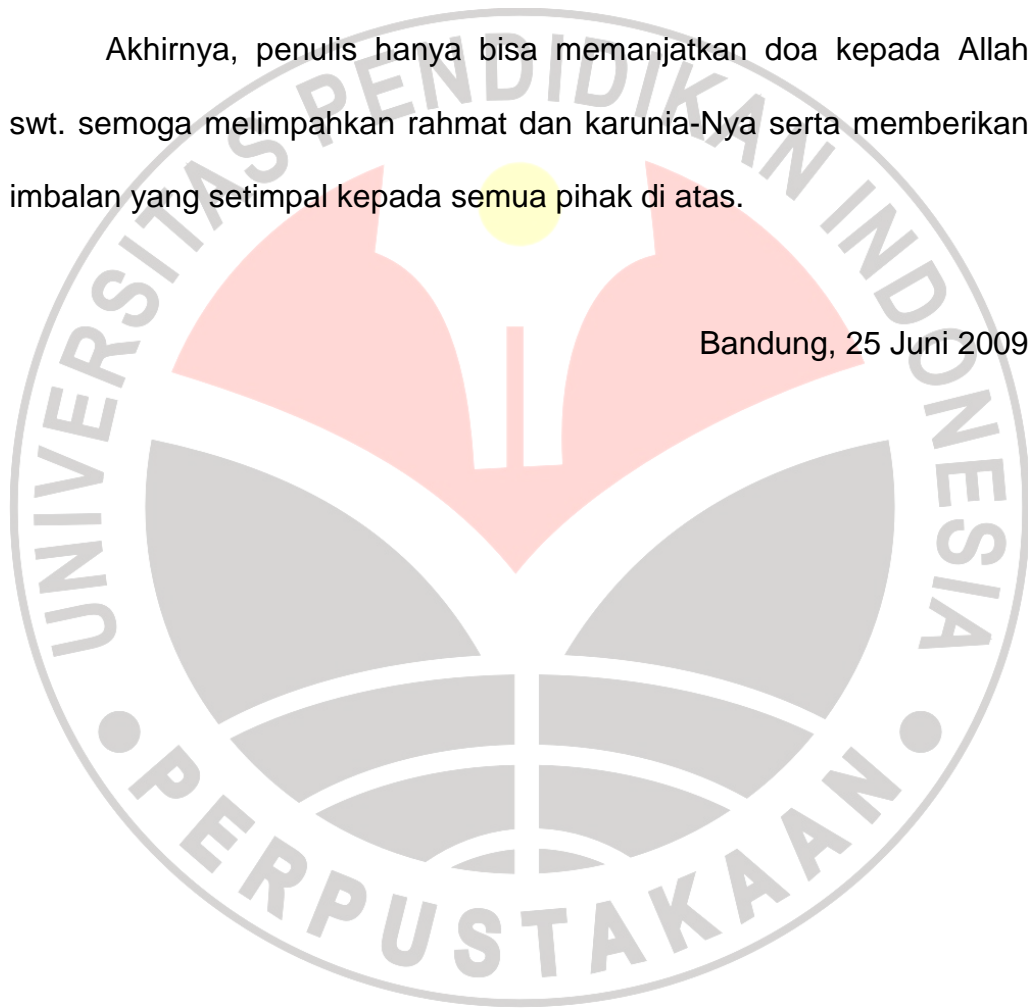 Akhirnya, penulis hanya bisa memanjatkan doa kepada Allah
swt. semoga melimpahkan rahmat dan karunia-Nya serta memberikan
imbalan yang setimpal kepada semua pihak di atas.
Bandung, 25 Juni 2009
UNIVERSITAS PENDIDIKAN INDONESIA
PERPUSTAKAAN